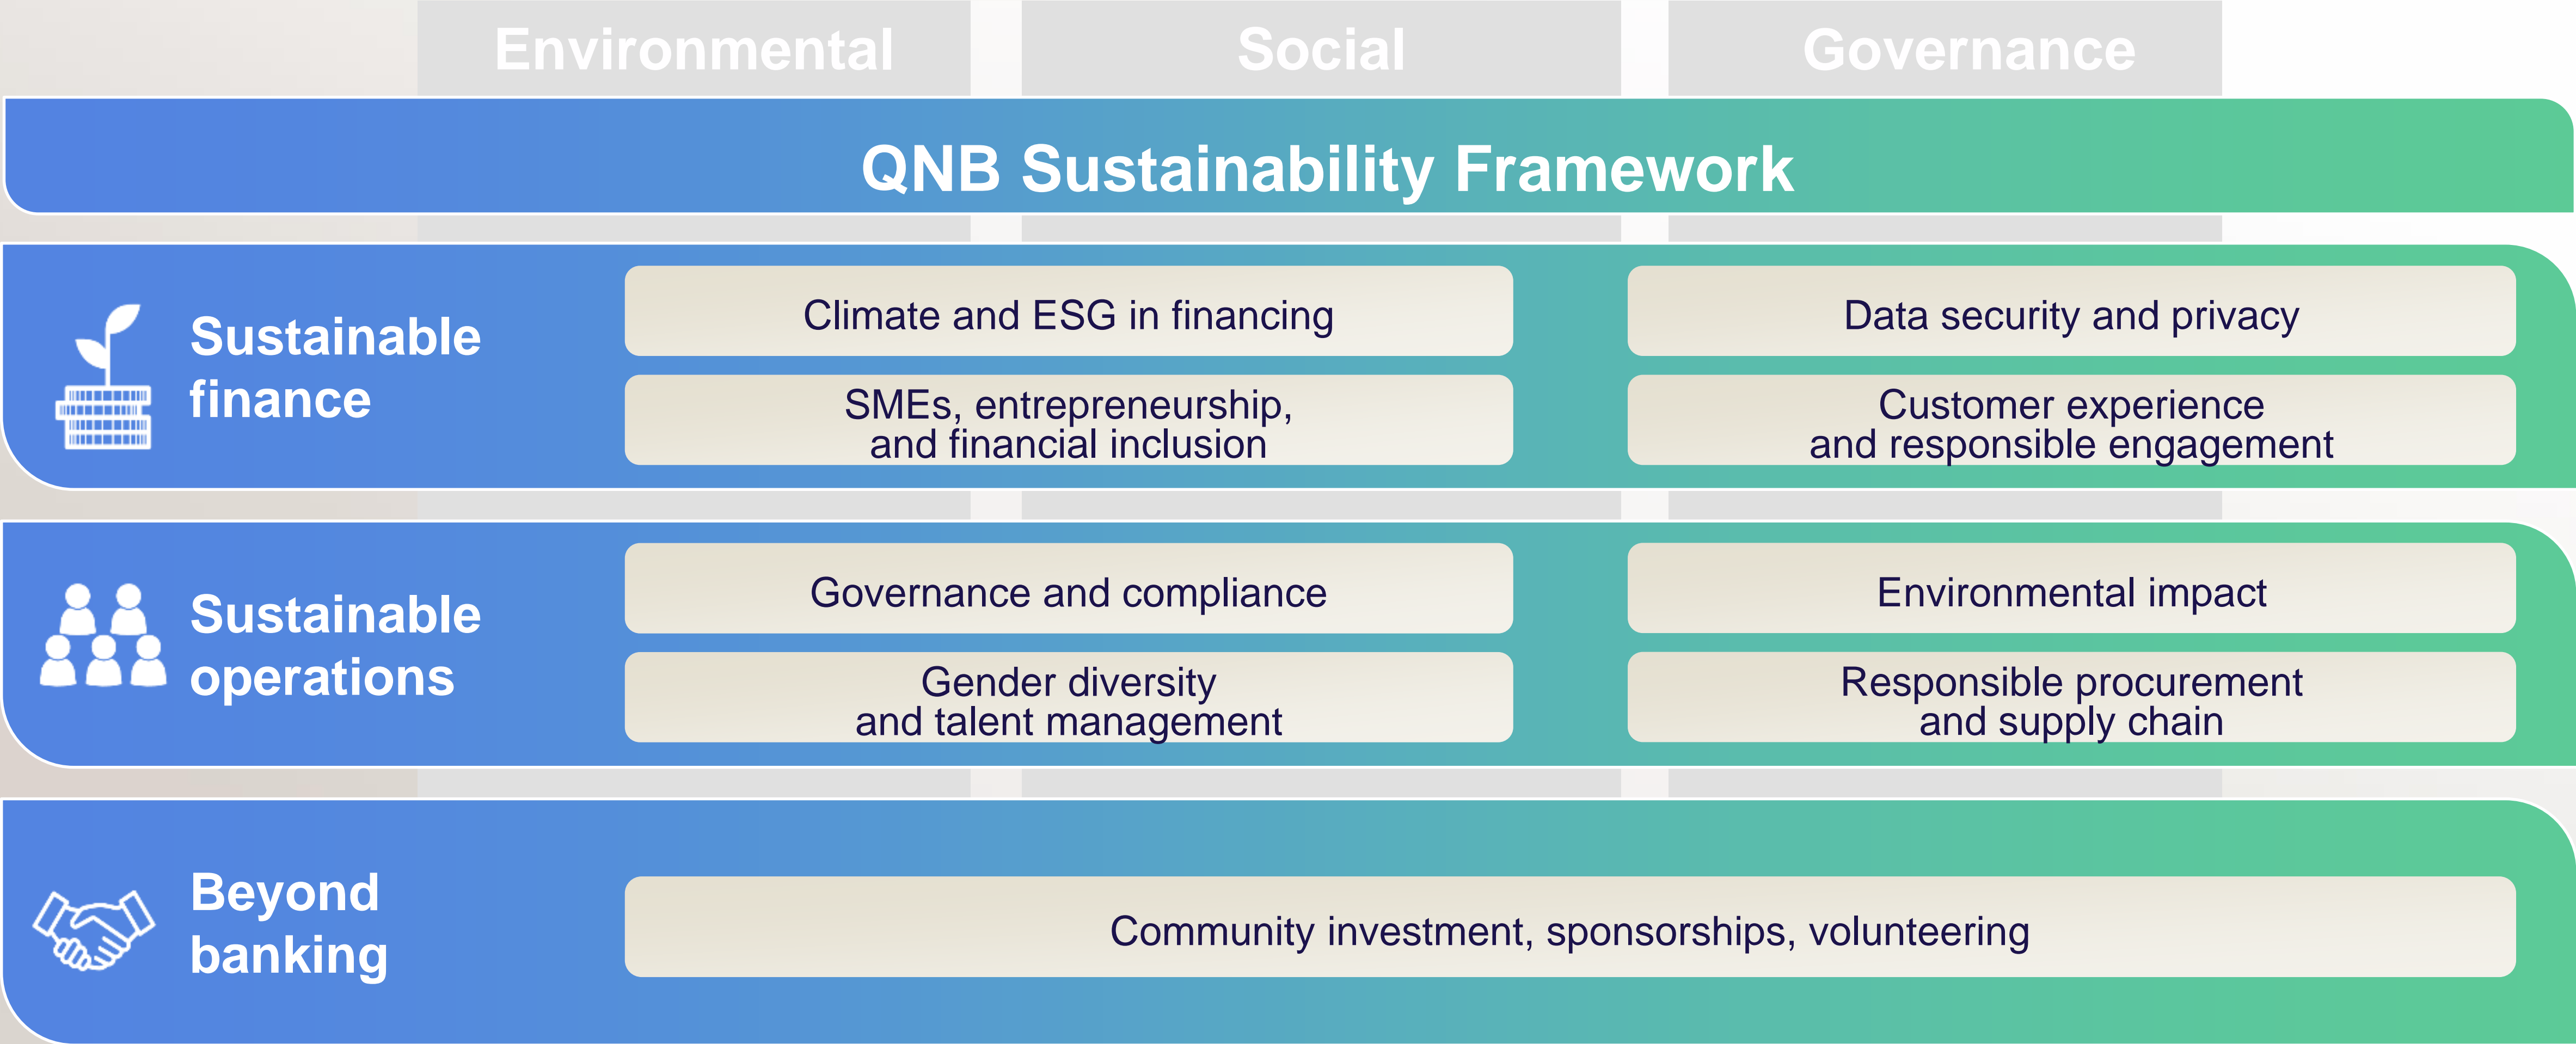 Environmental
Social
Governance
QNB Sustainability Framework
Sustainable
finance
Climate and ESG in financing
Data security and privacy
SMEs, entrepreneurship,
and financial inclusion
Customer experience
and responsible engagement
Sustainable
operations
Governance and compliance
Environmental impact
Gender diversity
and talent management
Responsible procurement
and supply chain
Beyond
banking
Community investment, sponsorships, volunteering